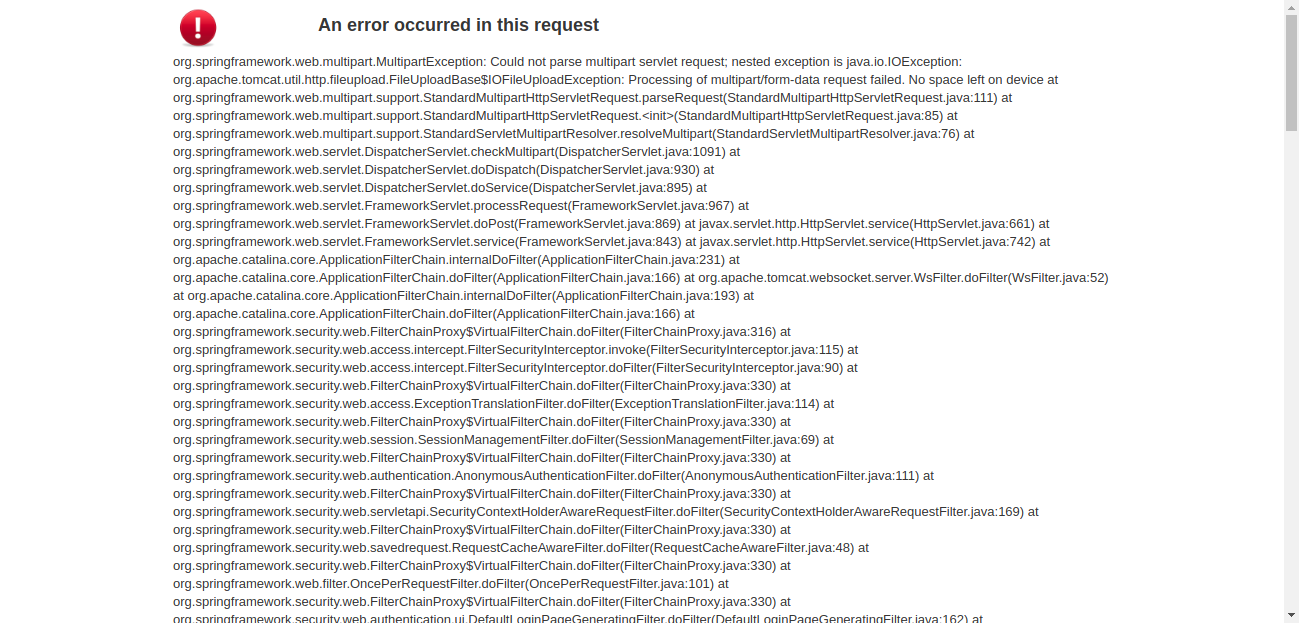 An error occurred in this request
org.springframework.web.multipart.MultipartException: Could not parse multipart servlet request; nested exception is java.io.IOException:
org.apache.tomcat.util.http.fileupload.FileUploadBase$IOFileUploadException: Processing of multipart/form-data request failed. No space left on device at
org.springframework.web.multipart.support.StandardMultipartHttpServletRequest.parseRequest(StandardMultipartHttpServletRequest.java:111) at
org.springframework.web.multipart.support.StandardMultipartHttpServletRequest.<init>(StandardMultipartHttpServletRequest.java:85) at
org.springframework.web.multipart.support.StandardServletMultipartResolver.resolveMultipart(StandardServletMultipartResolver.java:76) at
org.springframework.web.servlet.DispatcherServlet.checkMultipart(DispatcherServlet.java:1091) at
org.springframework.web.servlet.DispatcherServlet.doDispatch(DispatcherServlet.java:930) at
org.springframework.web.servlet.DispatcherServlet.doService(DispatcherServlet.java:895) at
org.springframework.web.servlet.FrameworkServlet.processRequest(FrameworkServlet.java:967) at
org.springframework.web.servlet.FrameworkServlet.doPost(FrameworkServlet.java:869) at javax.servlet.http.HttpServlet.service(HttpServlet.java:661) at
org.springframework.web.servlet.FrameworkServlet.service(FrameworkServlet.java:843) at javax.servlet.http.HttpServlet.service(HttpServlet.java:742) at
org.apache.catalina.core.ApplicationFilterChain.internalDoFilter(ApplicationFilterChain.java:231) at
org.apache.catalina.core.ApplicationFilterChain.doFilter(ApplicationFilterChain.java:166) at org.apache.tomcat.websocket.server.WsFilter.doFilter(WsFilter.java:52)
at org.apache.catalina.core.ApplicationFilterChain.internalDoFilter(ApplicationFilterChain.java:193) at
org.apache.catalina.core.ApplicationFilterChain.doFilter(ApplicationFilterChain.java:166) at
org.springframework.security.web.FilterChainProxy$VirtualFilterChain.doFilter(FilterChainProxy.java:316) at
org.springframework.security.web.access.intercept.FilterSecurityInterceptor.invoke(FilterSecurityInterceptor.java:115) at
org.springframework.security.web.access.intercept.FilterSecurityInterceptor.doFilter(FilterSecurityInterceptor.java:90) at
org.springframework.security.web.FilterChainProxy$VirtualFilterChain.doFilter(FilterChainProxy.java:330) at
org.springframework.security.web.access.ExceptionTranslationFilter.doFilter(ExceptionTranslationFilter.java:114) at
org.springframework.security.web.FilterChainProxy$VirtualFilterChain.doFilter(FilterChainProxy.java:330) at
org.springframework.security.web.session.SessionManagementFilter.doFilter(SessionManagementFilter.java:69) at
org.springframework.security.web.FilterChainProxy$VirtualFilterChain.doFilter(FilterChainProxy.java:330) at
org.springframework.security.web.authentication.AnonymousAuthenticationFilter.doFilter(AnonymousAuthenticationFilter.java:111) at
org.springframework.security.web.FilterChainProxy$VirtualFilterChain.doFilter(FilterChainProxy.java:330) at
org.springframework.security.web.servletapi.SecurityContextHolderAwareRequestFilter.doFilter(SecurityContextHolderAwareRequestFilter.java:169) at
org.springframework.security.web.FilterChainProxy$VirtualFilterChain.doFilter(FilterChainProxy.java:330) at
org.springframework.security.web.savedrequest.RequestCacheAwareFilter.doFilter(RequestCacheAwareFilter.java:48) at
org.springframework.security.web.FilterChainProxy$VirtualFilterChain.doFilter(FilterChainProxy.java:330) at
org.springframework.web.filter.OncePerRequestFilter.doFilter(OncePerRequestFilter.java:101) at
org.springframework.security.web.FilterChainProxy$VirtualFilterChain.doFilter(FilterChainProxy.java:330) at
org.springframework.security.web.authentication.ui.DefaultLoginPageGeneratingFilter.doFilter(DefaultLoginPageGeneratingFilter.java:162) at